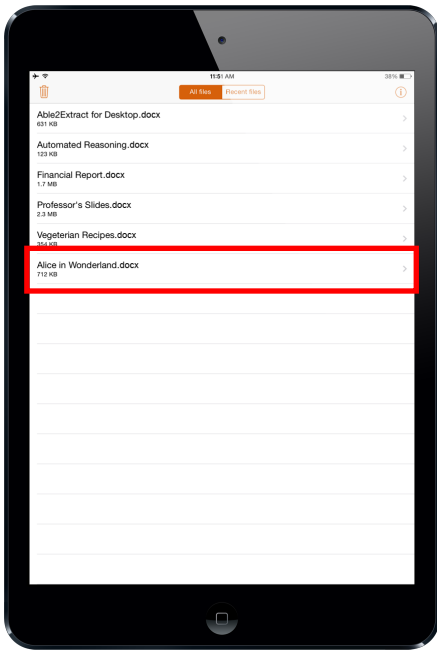 11:51 AM
38%
All files
Recent files
Able2Extract for Desktop.docx
631 KB
Automated Reasoning.docx
123 KB
Financial Report.docx
1.7 MB
Professor's Slides.docx
2.3 MB
Vegeterian Recipes.docx
354 KB
Alice in Wonderland.docx
712 KB